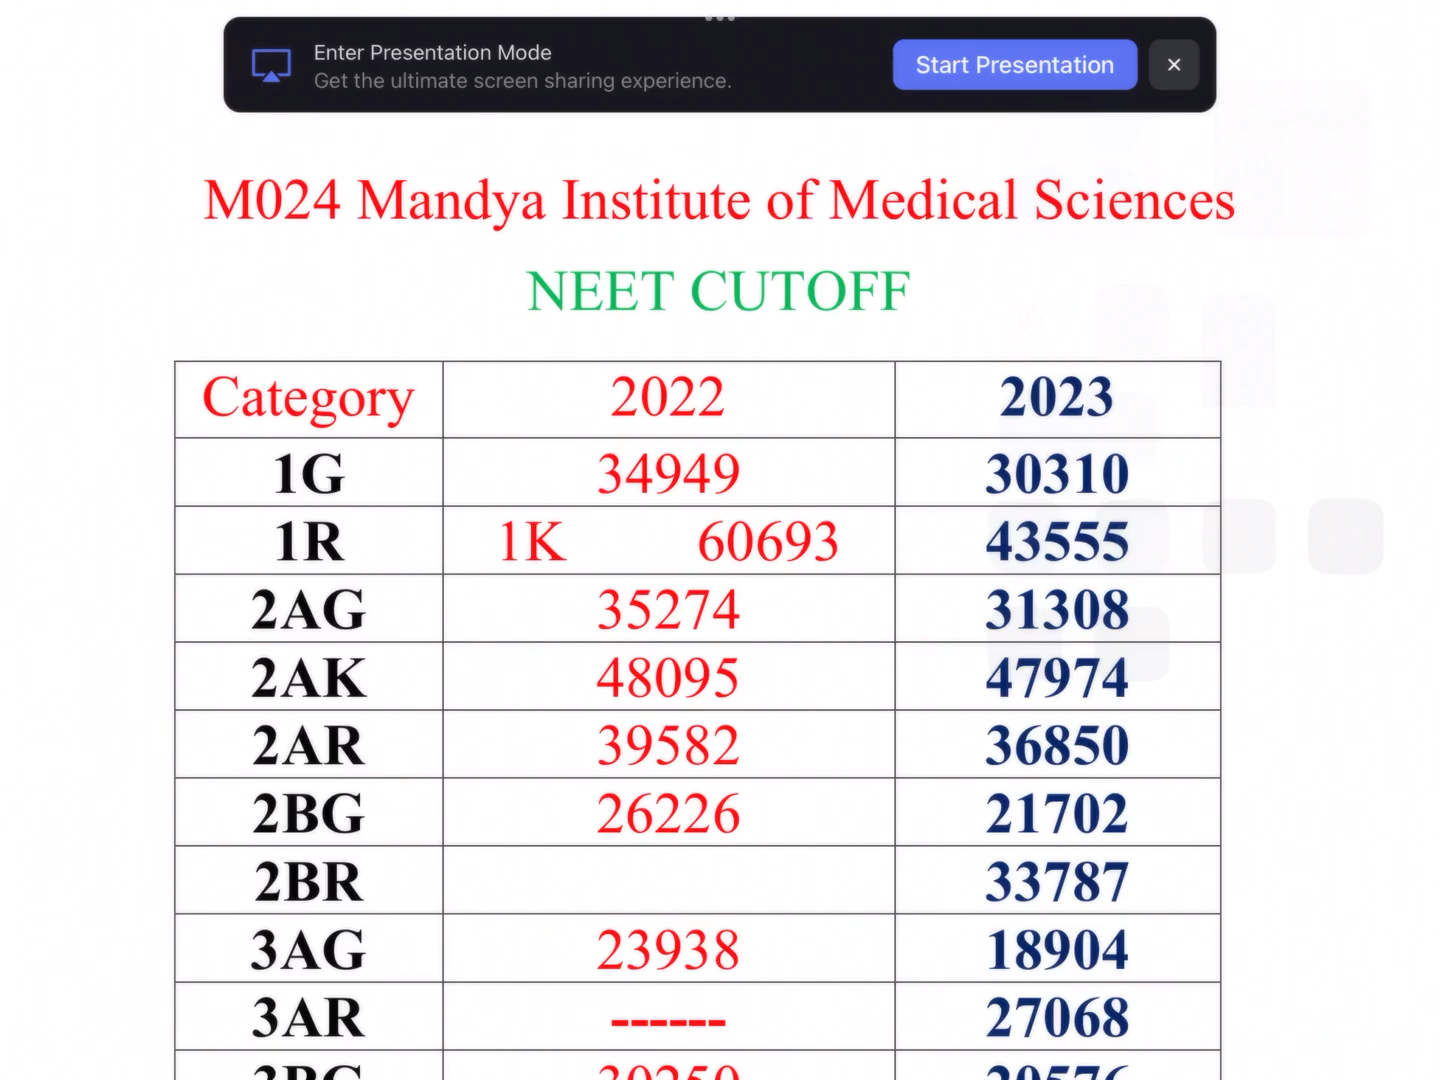 Enter Presentation Mode
Get the ultimate screen sharing experience.
Start Presentation
M024 Mandya Institute of Medical Sciences
NEET CUTOFF
Category 2022 2023
1G 34949 30310
1R 1K 60693 43555
2AG 35274 31308
2AK 48095 47974
2AR 39582 36850
2BG 26226 21702
2BR 33787
3AG 23938 18904
3AR ------ 27068